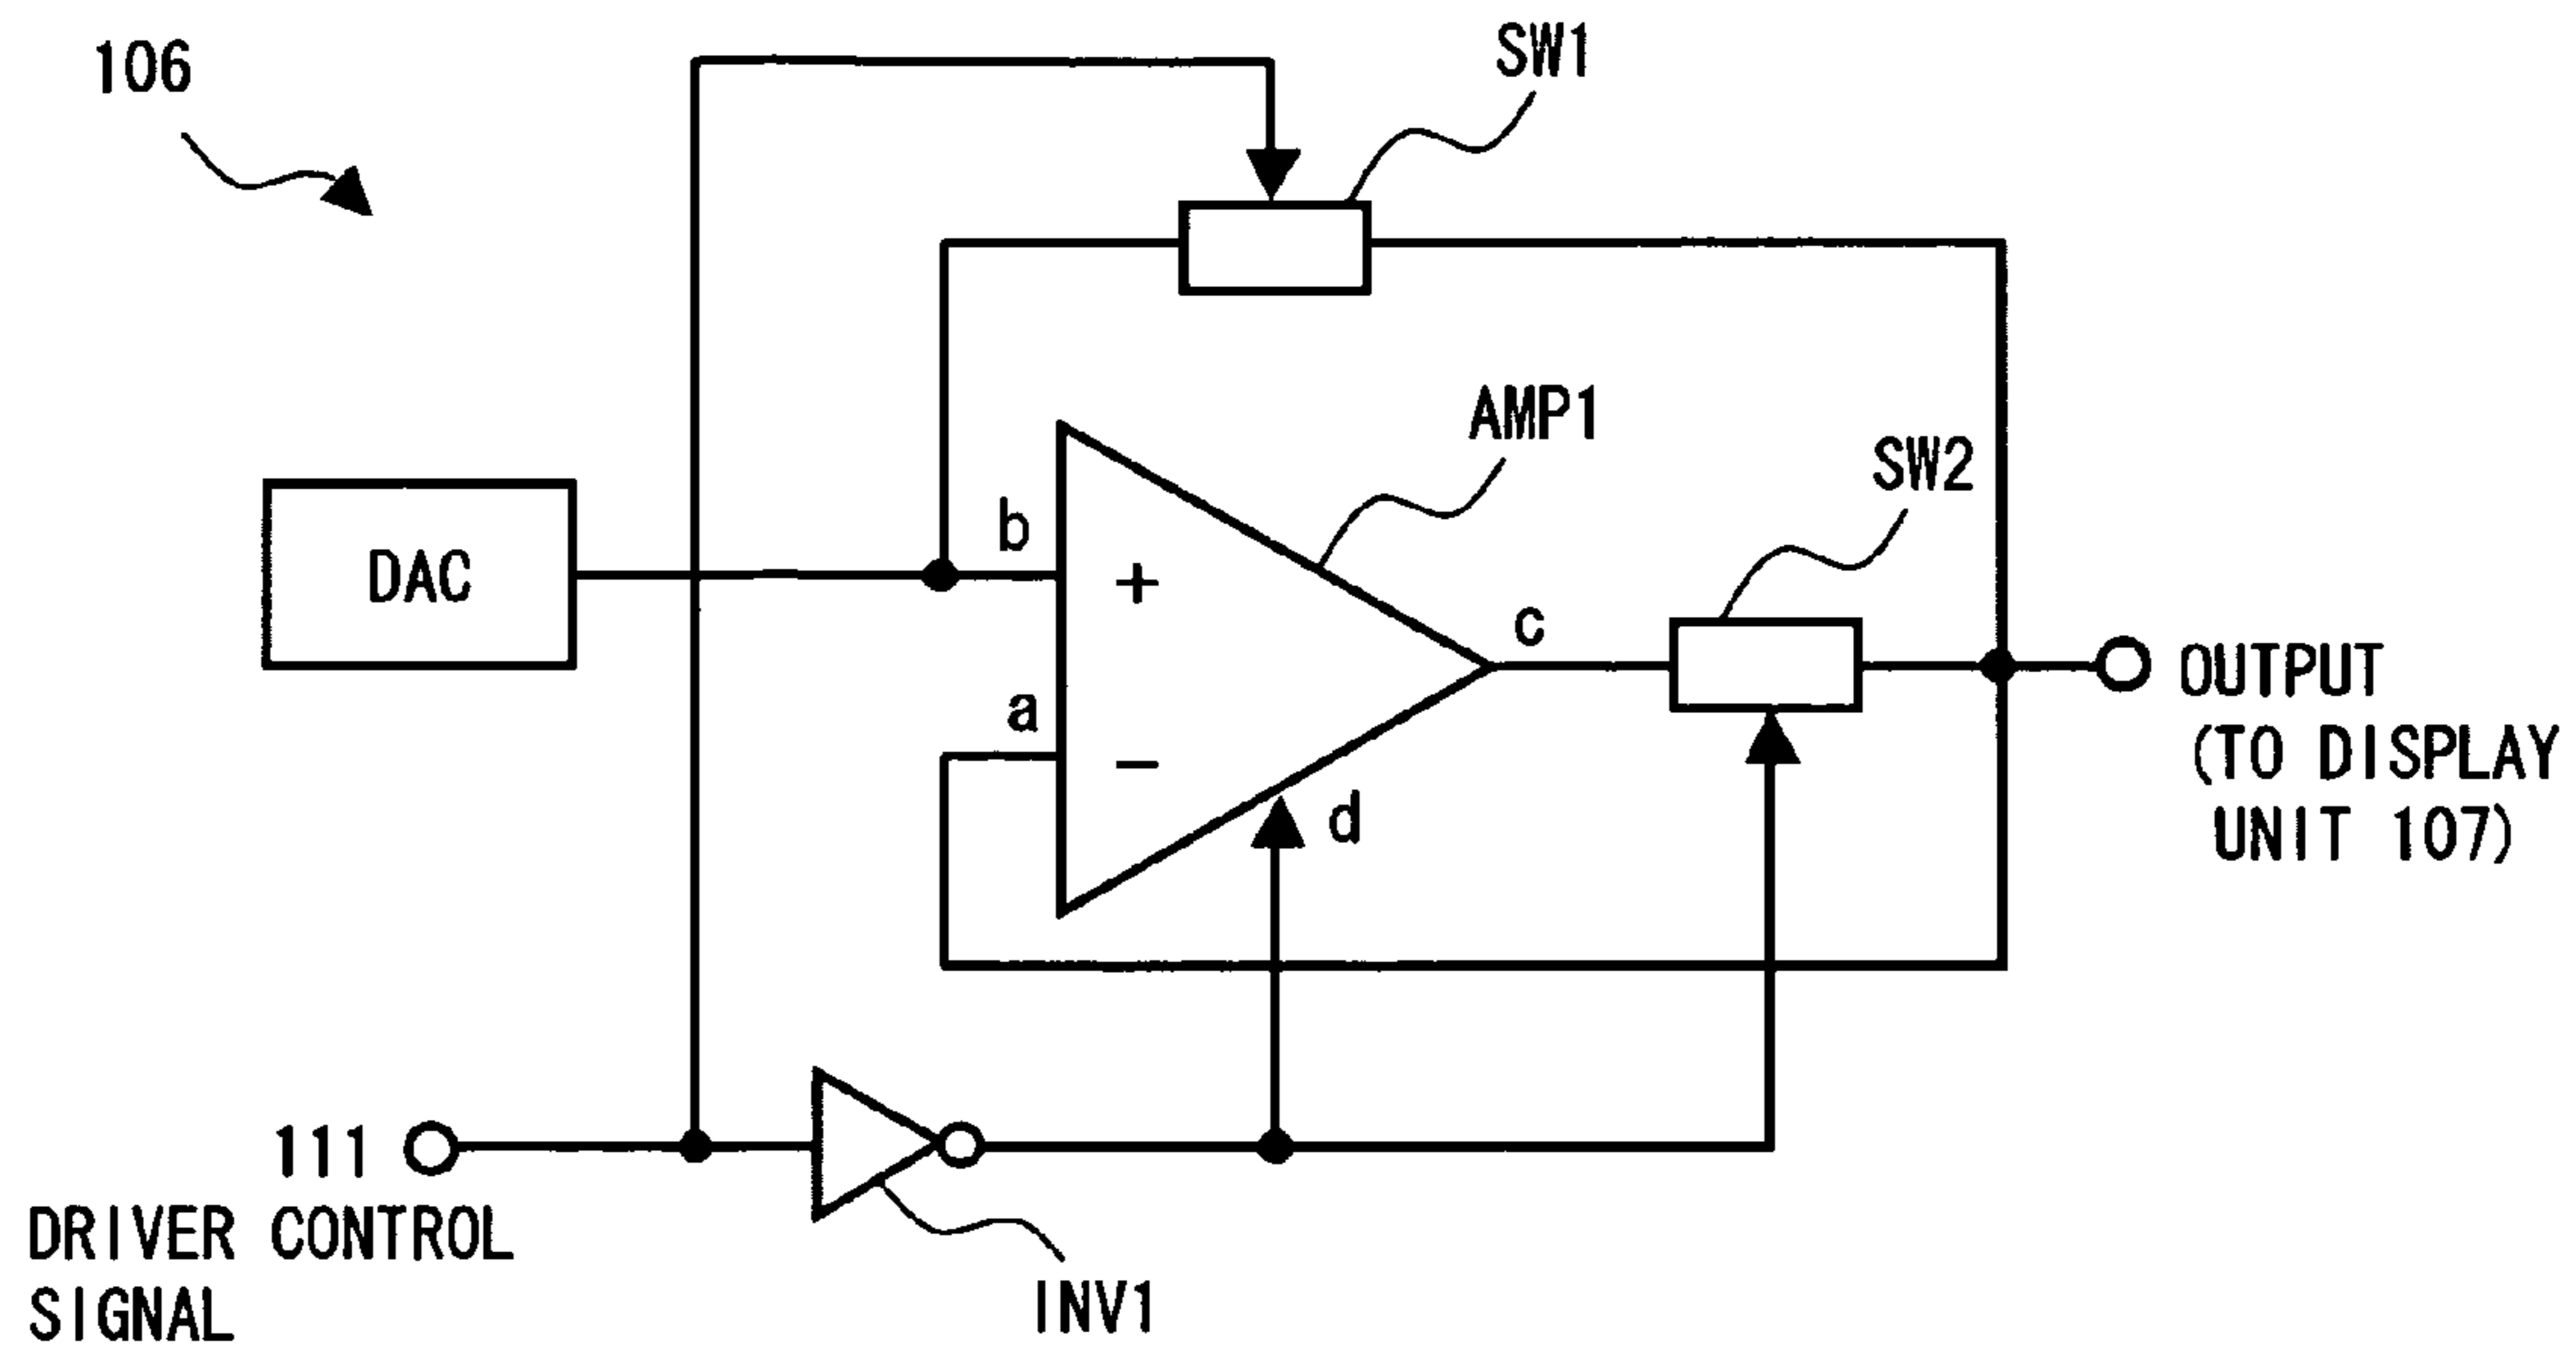 106
SW1
AMP1
SW2
DAC
b
+
c
a
-
d
OUTPUT
(TO DISPLAY
UNIT 107)
111
DRIVER CONTROL
SIGNAL
INV1